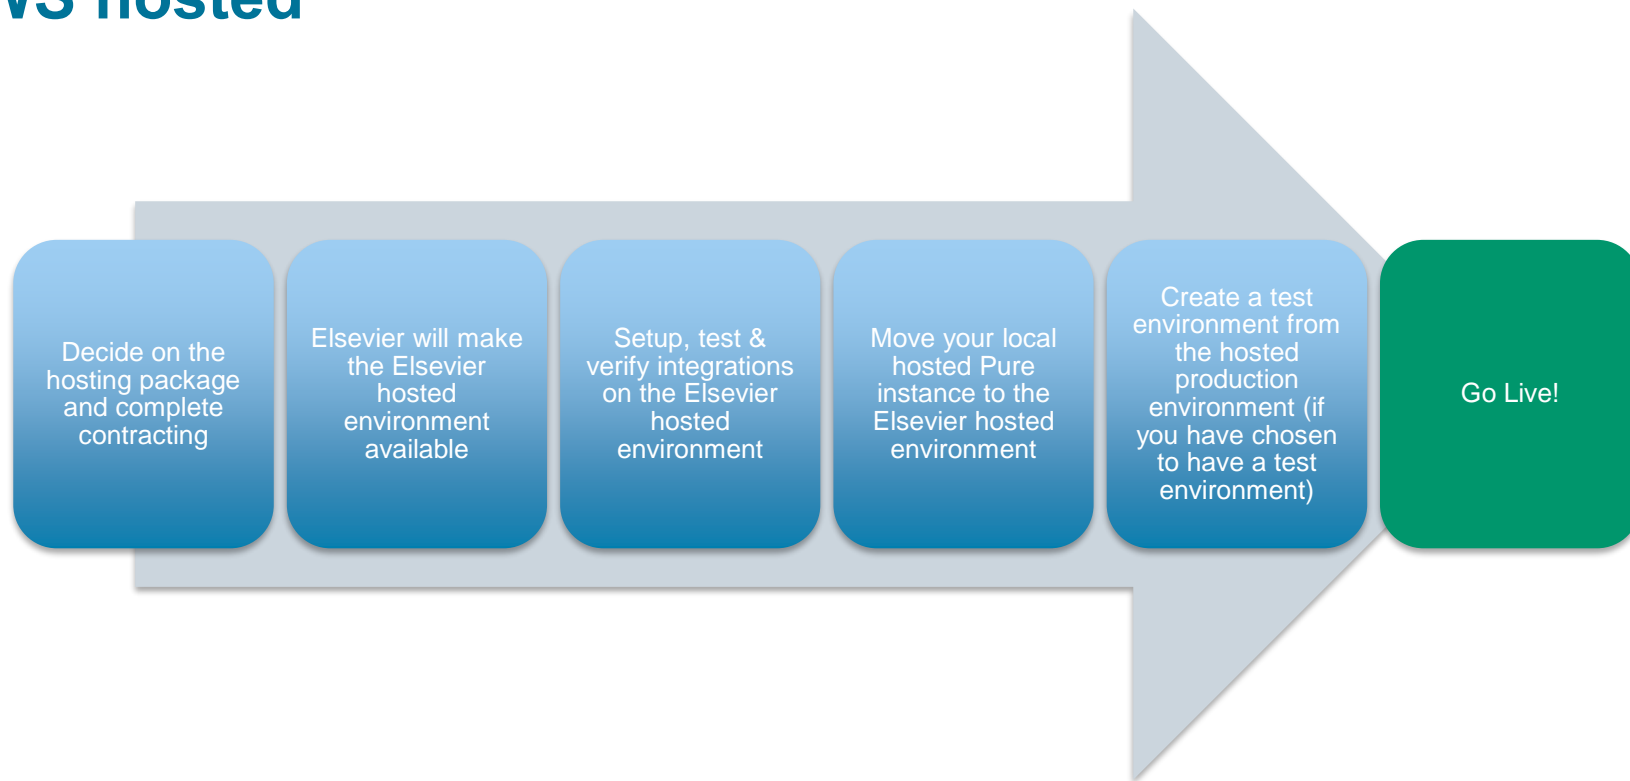 hosted
Decide on the
hosting package
and complete
contracting
Elsevier will make
the Elsevier
hosted
environment
available
Setup, test &
verify integrations
on the Elsevier
hosted
environment
Move your local
hosted Pure
instance to the
Elsevier hosted
environment
Create a test
environment from
the hosted
production
environment (if
you have chosen
to have a test
environment)
Go Live!